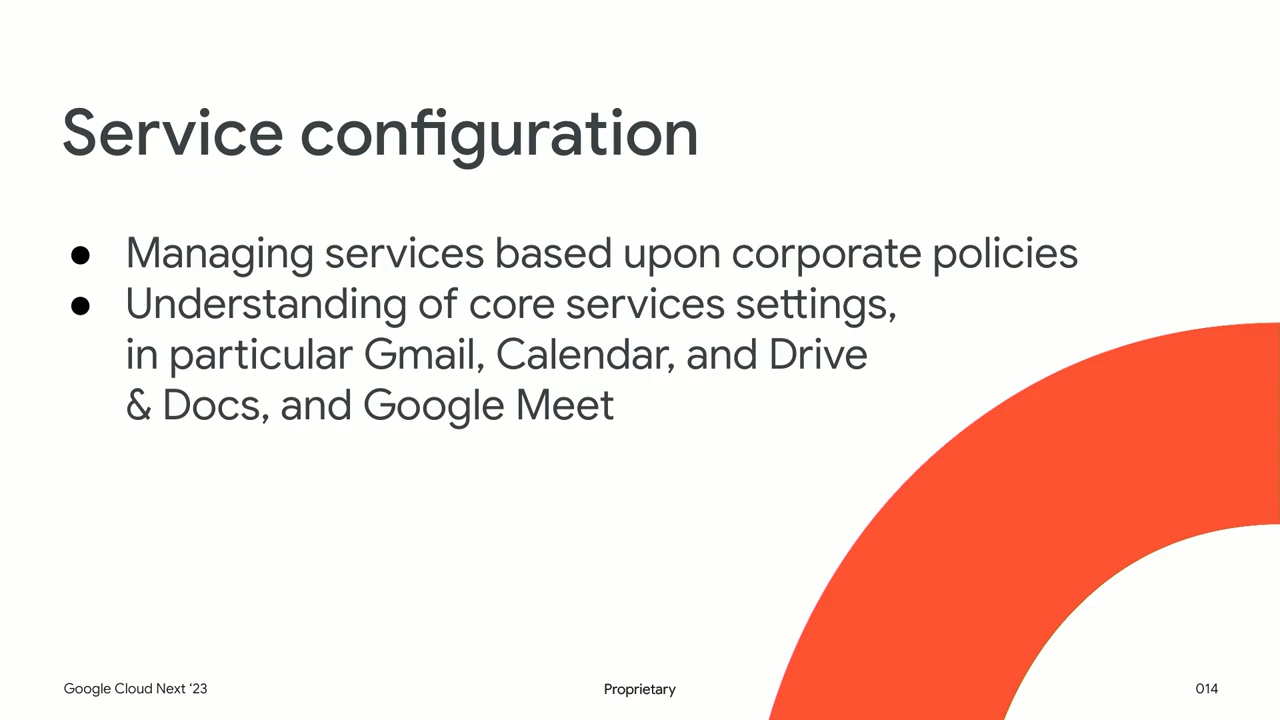 Service configuration
● Managing services based upon corporate policies
● Understanding of core services settings,
in particular Gmail, Calendar, and Drive
& Docs, and Google Meet
Google Cloud Next ‘23
Proprietary
014